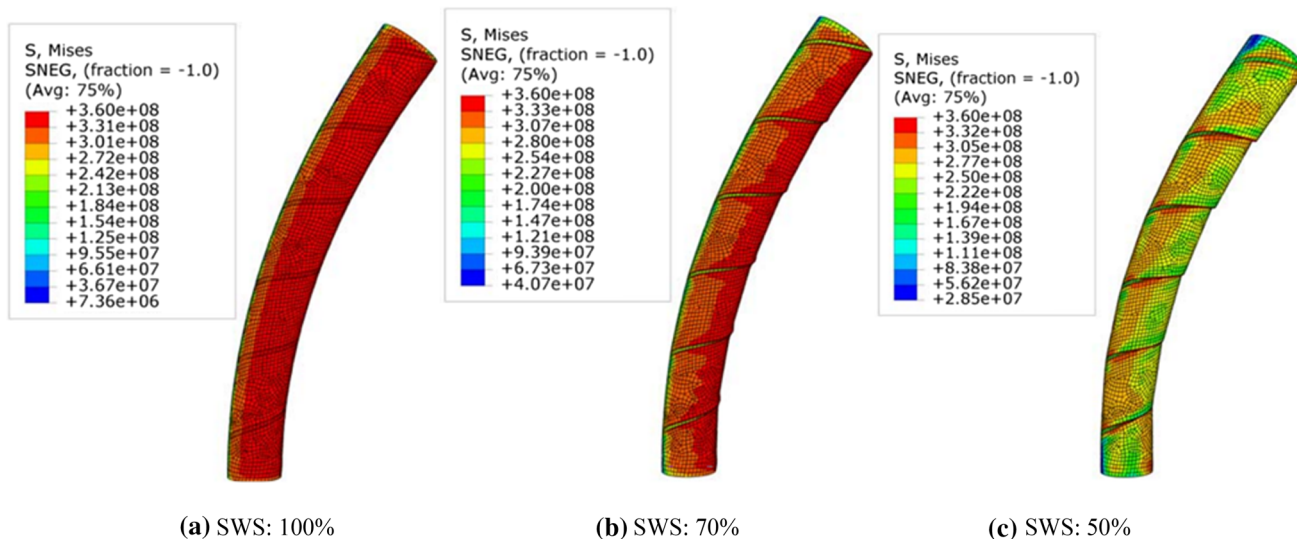 S, Mises
SNEG, (fraction = -1.0)
(Avg: 75%)
+3.60e+08
+3.31e+08
+3.01e+08
+2.72e+08
+2.42e+08
+2.13e+08
+1.84e+08
+1.54e+08
+1.25e+08
+9.55e+07
+6.61e+07
+3.67e+07
+7.36e+06
(a) SWS: 100%
S, Mises
SNEG, (fraction = -1.0)
(Avg: 75%)
+3.60e+08
+3.33e+08
+3.07e+08
+2.80e+08
+2.54e+08
+2.27e+08
+2.00e+08
+1.74e+08
+1.47e+08
+1.21e+08
+9.39e+07
+6.73e+07
+4.07e+07
(b) SWS: 70%
S, Mises
SNEG, (fraction = -1.0)
(Avg: 75%)
+3.60e+08
+3.32e+08
+3.05e+08
+2.77e+08
+2.50e+08
+2.22e+08
+1.94e+08
+1.67e+08
+1.39e+08
+1.11e+08
+8.38e+07
+5.62e+07
+2.85e+07
(c) SWS: 50%